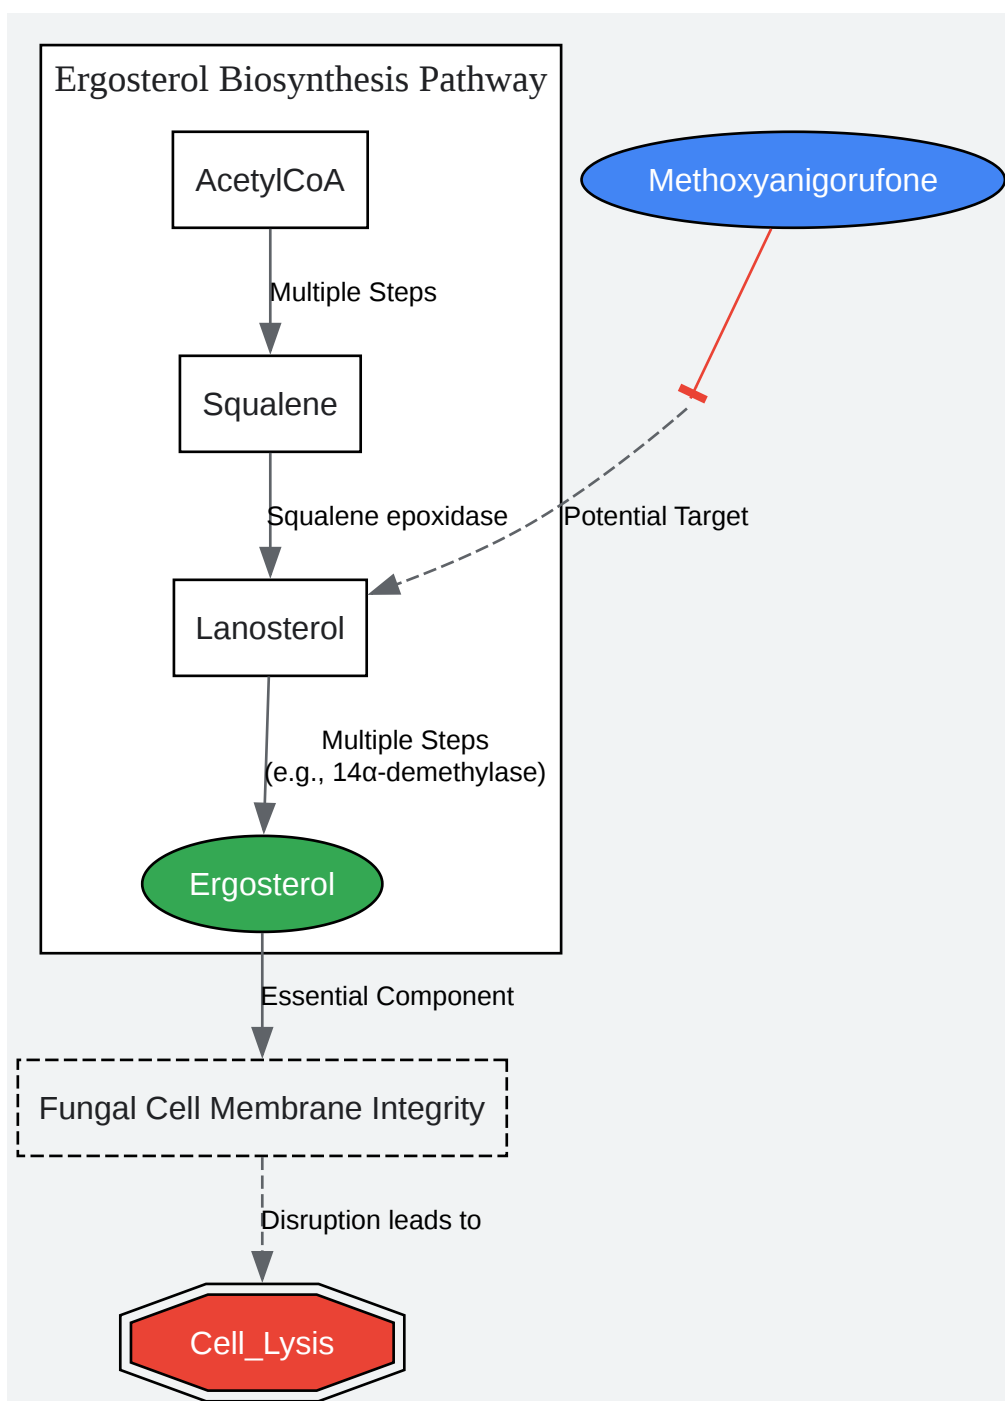 Ergosterol Biosynthesis Pathway
AcetylCoA
Methoxyanigorufone
Multiple Steps
Squalene
Squalene epoxidase
Potential Target
Lanosterol
Multiple Steps
(e.g., 14α-demethylase)
Ergosterol
Essential Component
Fungal Cell Membrane Integrity
Disruption leads to
Cell_Lysis